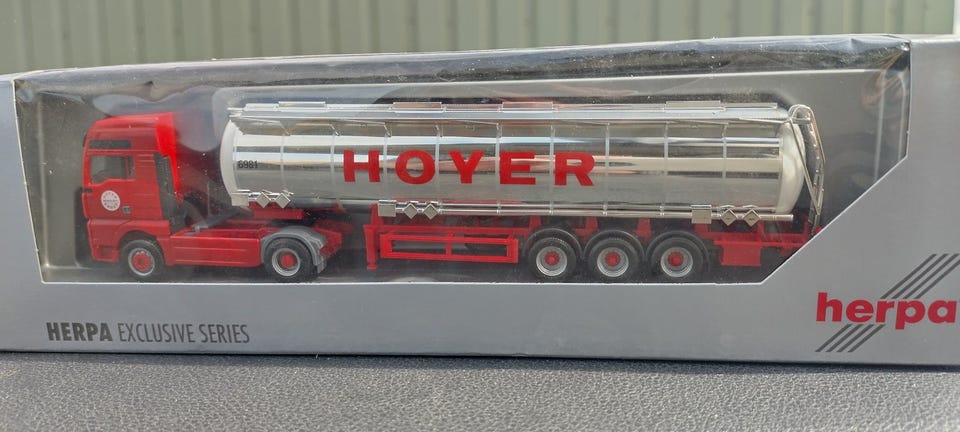 6981
HOYER
HERPA EXCLUSIVE SERIES
herpa